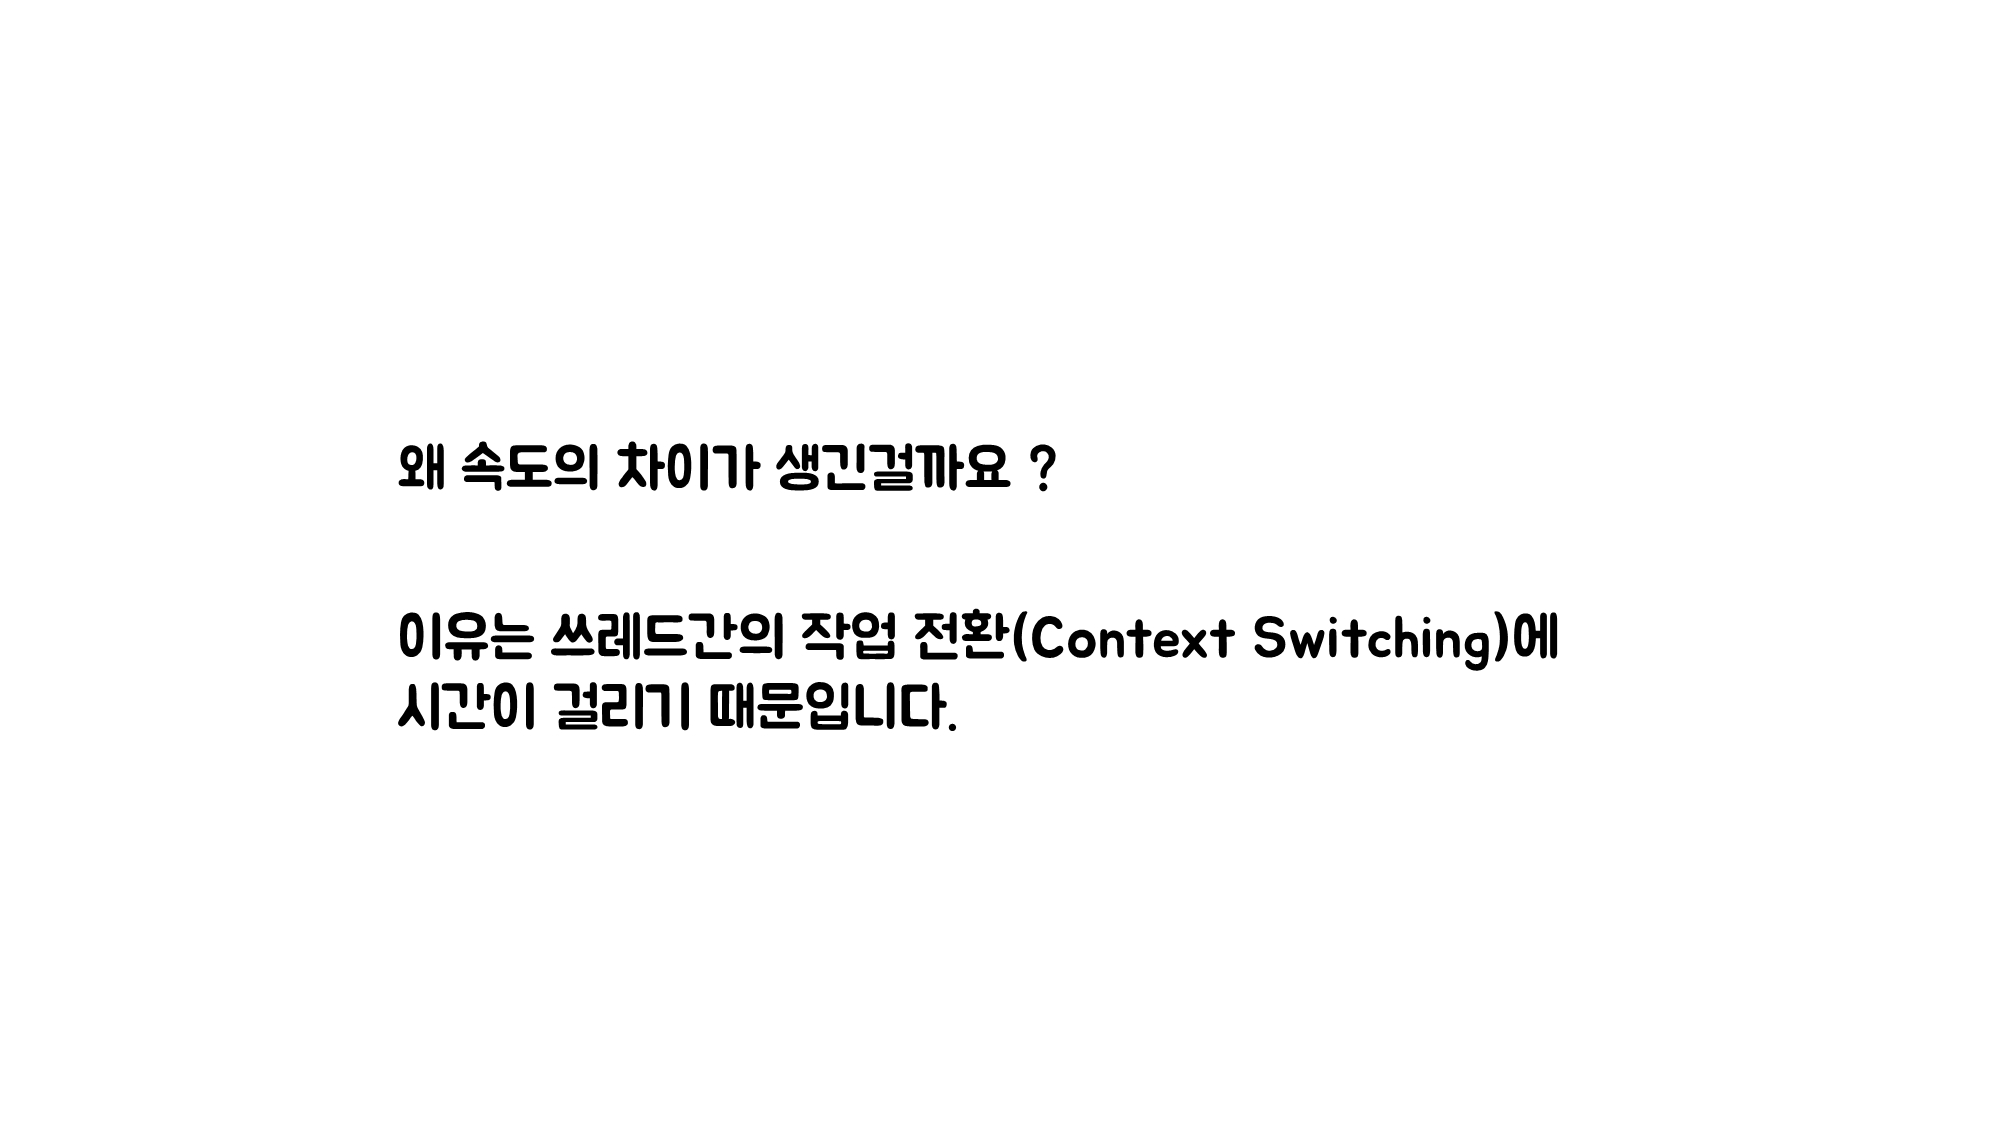 왜 속도의 차이가 생긴걸까요 ?
이유는 쓰레드간의 작업 전환(Context Switching)에
시간이 걸리기 때문입니다.